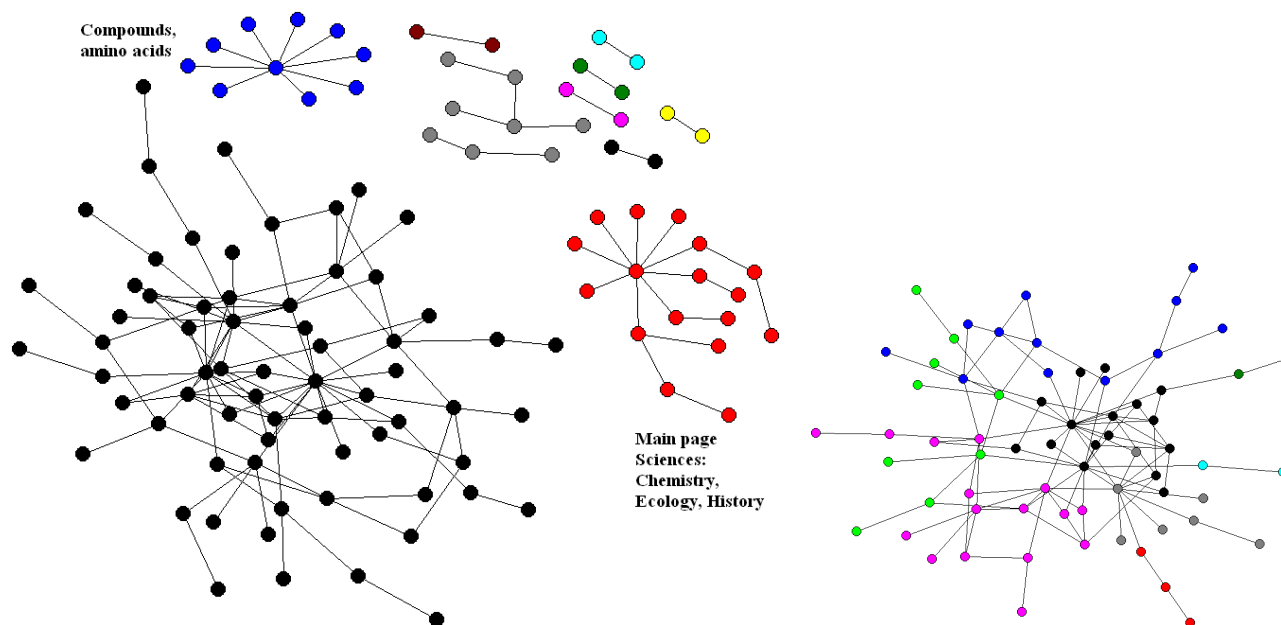 Compounds,
amino acids
Main page
Sciences:
Chemistry,
Ecology, History